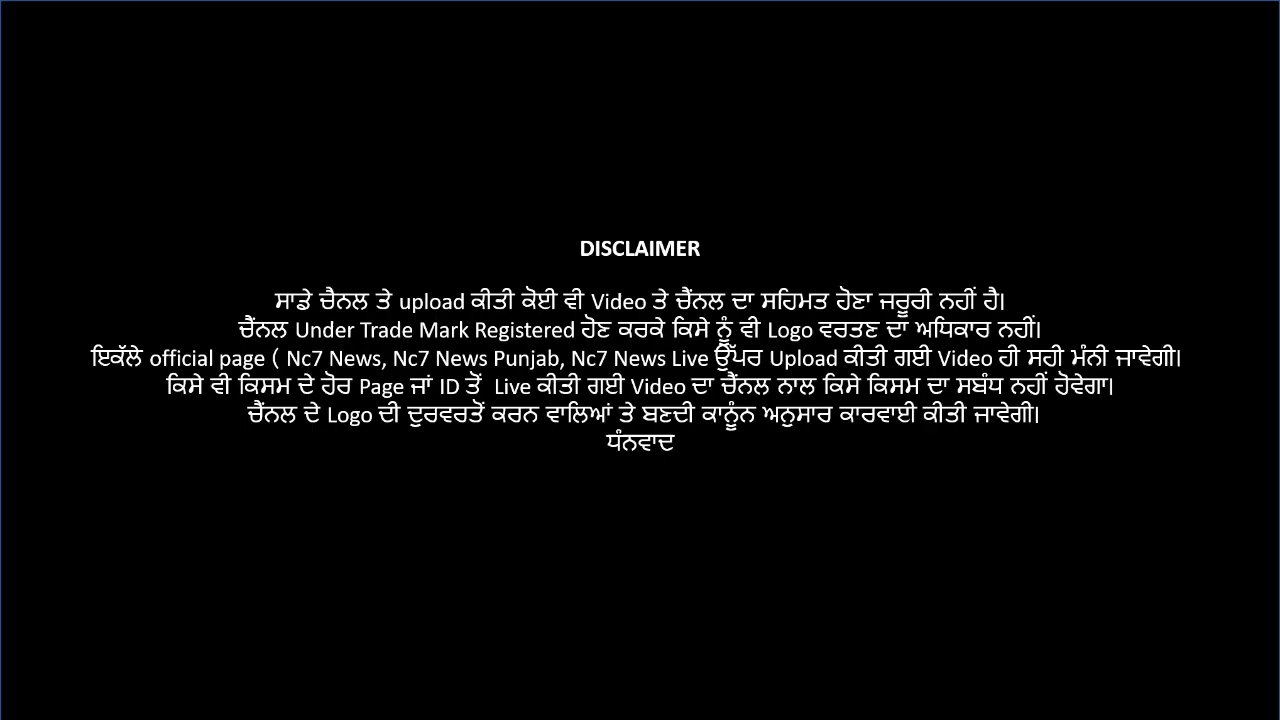 DISCLAIMER
ਸਾਡੇ ਚੈਨਲ ਤੇ upload ਕੀਤੀ ਕੋਈ ਵੀ Video ਤੇ ਚੈਂਨਲ ਦਾ ਸਹਿਮਤ ਹੋਣਾ ਜਰੂਰੀ ਨਹੀਂ ਹੈ।
ਚੈਂਨਲ Under Trade Mark Registered ਹੋਣ ਕਰਕੇ ਕਿਸੇ ਨੂੰ ਵੀ Logo ਵਰਤਣ ਦਾ ਅਧਿਕਾਰ ਨਹੀਂ।
ਇਕੱਲੇ official page ( Nc7 News, Nc7 News Punjab, Nc7 News Live ਉੱਪਰ Upload ਕੀਤੀ ਗਈ Video ਹੀ ਸਹੀ ਮੰਨੀ ਜਾਵੇਗੀ।
ਕਿਸੇ ਵੀ ਕਿਸਮ ਦੇ ਹੋਰ Page ਜਾਂ ID ਤੋਂ Live ਕੀਤੀ ਗਈ Video ਦਾ ਚੈਂਨਲ ਨਾਲ ਕਿਸੇ ਕਿਸਮ ਦਾ ਸਬੰਧ ਨਹੀਂ ਹੋਵੇਗਾ।
ਚੈਂਨਲ ਦੇ Logo ਦੀ ਦੁਰਵਰਤੋਂ ਕਰਨ ਵਾਲਿਆਂ ਤੇ ਬਣਦੀ ਕਾਨੂੰਨ ਅਨੁਸਾਰ ਕਾਰਵਾਈ ਕੀਤੀ ਜਾਵੇਗੀ।
ਧੰਨਵਾਦ